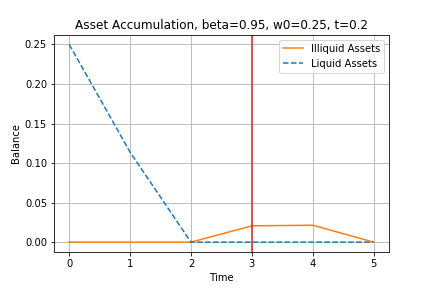 Asset Accumulation, beta=0.95, w0=0.25, t=0.2
Illiquid Assets
Liquid Assets
Balance
0.25
0.20
0.15
0.10
0.05
0.00
0 1 2 3 4 5
Time